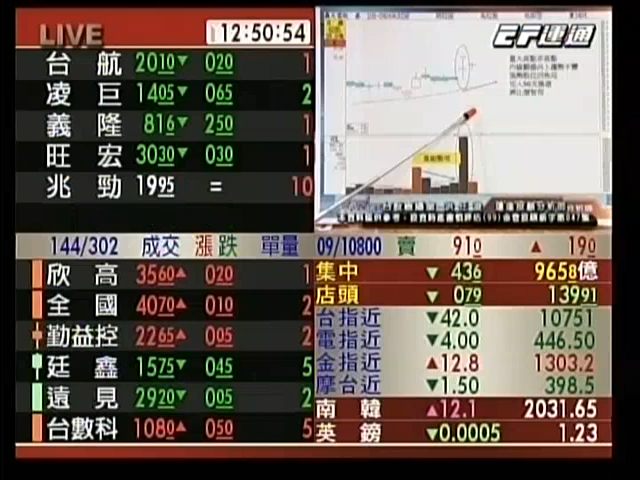 LIVE 12:50:54
EF運通
台航 2010▼ 020 1
凌巨 1405▼ 065 2
義隆 816▼ 250 1
旺宏 3030▼ 030 1
兆勁 1995 = 10
144/302 成交 漲跌 單量
09/10800 賣 910 ▲ 190
欣高 3560▲ 020 1
全國 4070▲ 010 2
勤益控 2265▲ 005 2
廷鑫 1575▼ 045 5
遠見 2920▼ 005 2
台數科 1080▲ 050 5
集中 ▼ 436 9658億
店頭 ▼ 079 13991
台指近 ▼42.0 10751
電指近 ▼4.00 446.50
金指近 ▲12.8 1303.2
摩台近 ▼1.50 398.5
南韓 ▲12.1 2031.65
英鎊 ▼0.0005 1.23